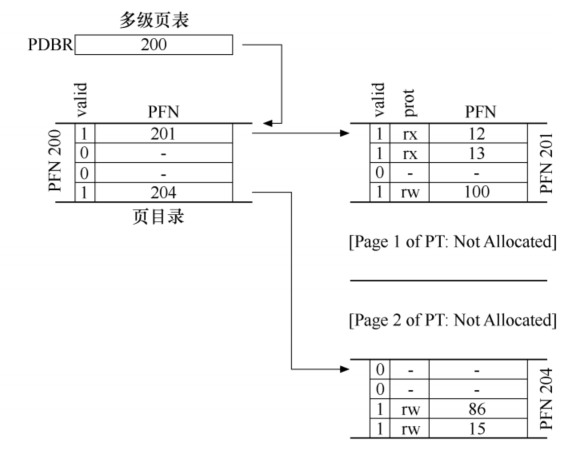 多级页表
PDBR 200
valid PFN
PFN 200
1 201
0 -
0 -
1 204
页目录
valid prot PFN
1 rx 12
1 rx 13
0 - -
1 rw 100
PFN 201
[Page 1 of PT: Not Allocated]
[Page 2 of PT: Not Allocated]
0 - -
0 - -
1 rw 86
1 rw 15
PFN 204